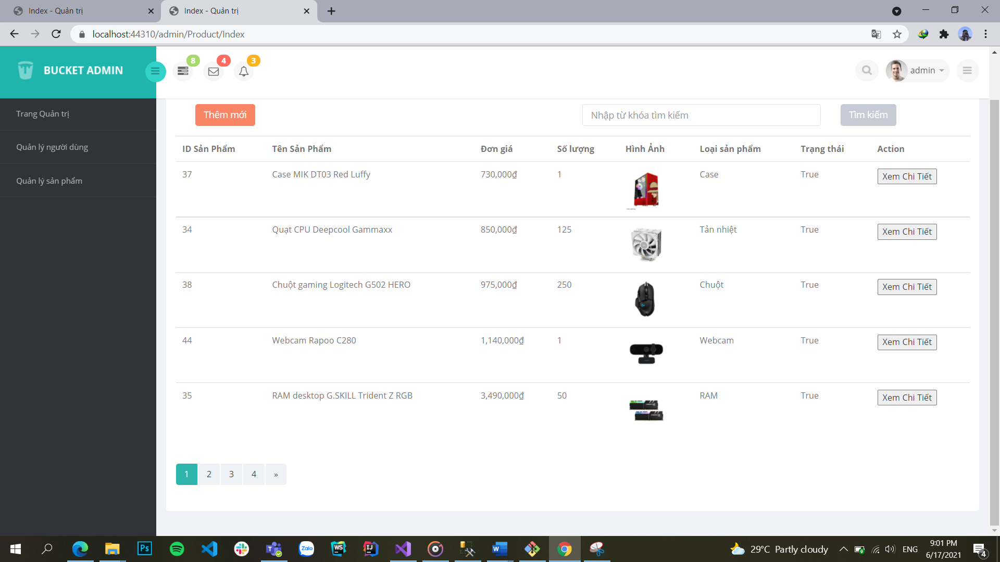 Index - Quản trị
Index - Quản trị
localhost:44310/admin/Product/Index
BUCKET ADMIN
8
4
3
admin
Trang Quản trị
Quản lý người dùng
Quản lý sản phẩm
Thêm mới
Nhập từ khóa tìm kiếm
Tìm kiếm
ID Sản Phẩm Tên Sản Phẩm Đơn giá Số lượng Hình Ảnh Loại sản phẩm Trạng thái Action
37 Case MIK DT03 Red Luffy 730,000₫ 1 Case True Xem Chi Tiết
34 Quạt CPU Deepcool Gammaxx 850,000₫ 125 Tản nhiệt True Xem Chi Tiết
38 Chuột gaming Logitech G502 HERO 975,000₫ 250 Chuột True Xem Chi Tiết
44 Webcam Rapoo C280 1,140,000₫ 1 Webcam True Xem Chi Tiết
35 RAM desktop G.SKILL Trident Z RGB 3,490,000₫ 50 RAM True Xem Chi Tiết
1 2 3 4 »
Ps
Zalo
WS
IJ
W
29°C Partly cloudy
ENG
9:01 PM
6/17/2021
4